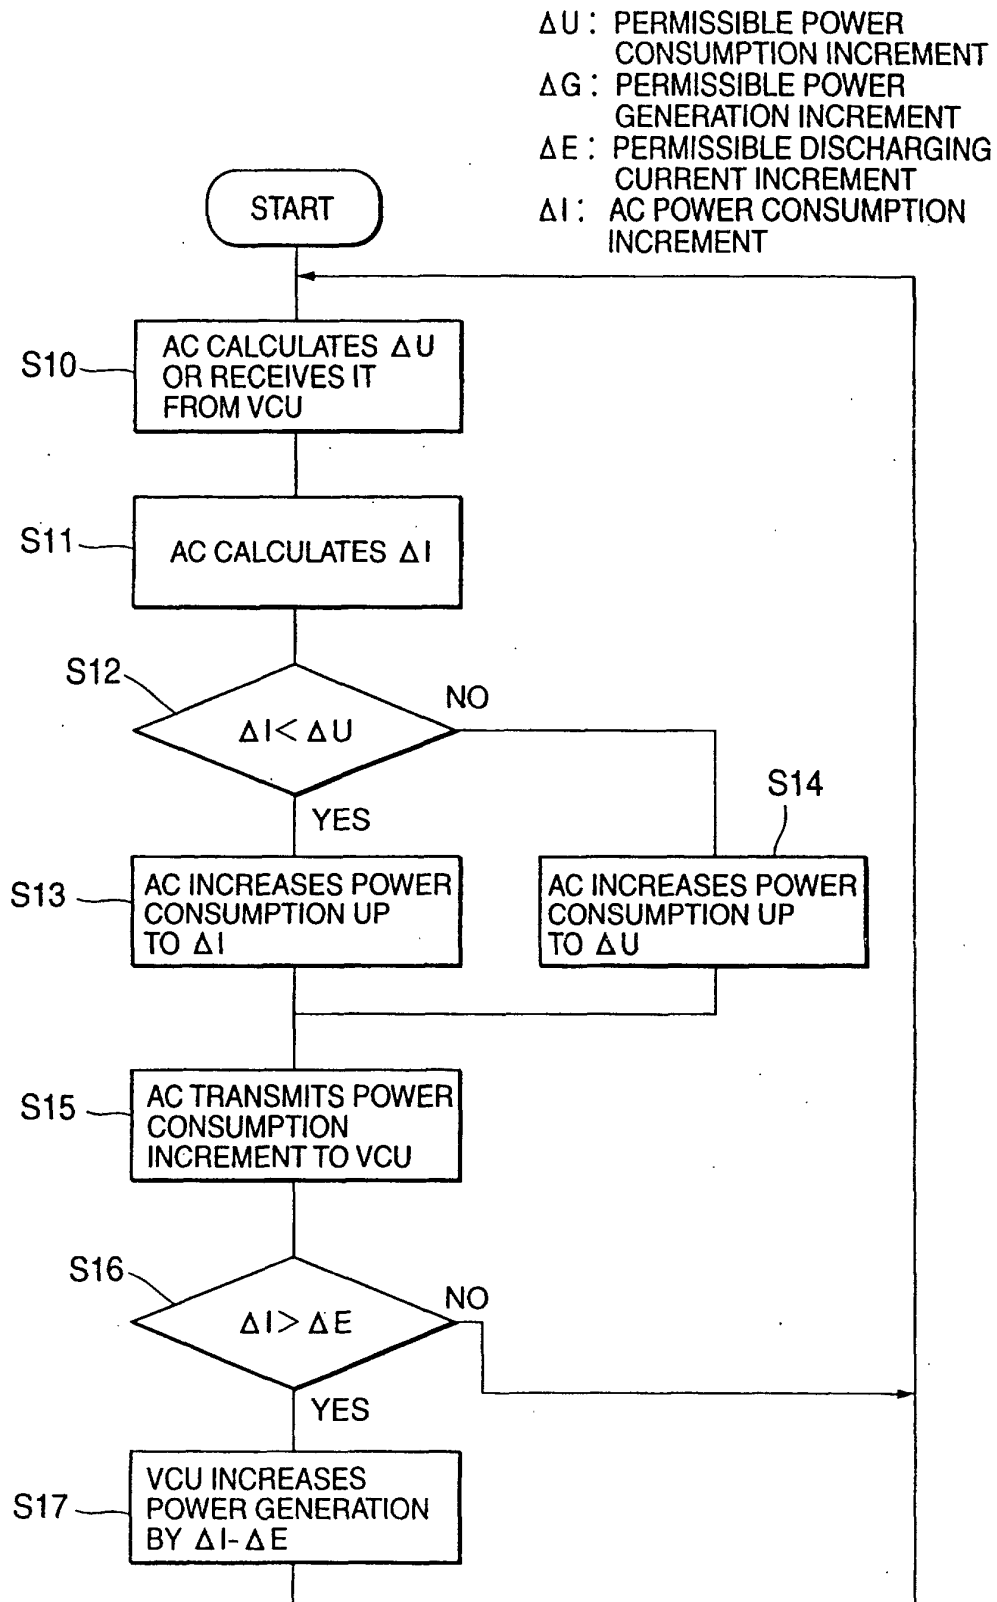 ΔU: PERMISSIBLE POWER
CONSUMPTION INCREMENT
ΔG: PERMISSIBLE POWER
GENERATION INCREMENT
ΔE: PERMISSIBLE DISCHARGING
CURRENT INCREMENT
ΔI: AC POWER CONSUMPTION
INCREMENT
START
S10
AC CALCULATES ΔU
OR RECEIVES IT
FROM VCU
S11
AC CALCULATES ΔI
S12
ΔI< ΔU
NO
YES
S13
AC INCREASES POWER
CONSUMPTION UP
TO ΔI
S14
AC INCREASES POWER
CONSUMPTION UP
TO ΔU
S15
AC TRANSMITS POWER
CONSUMPTION
INCREMENT TO VCU
S16
ΔI> ΔE
NO
YES
S17
VCU INCREASES
POWER GENERATION
BY ΔI-ΔE